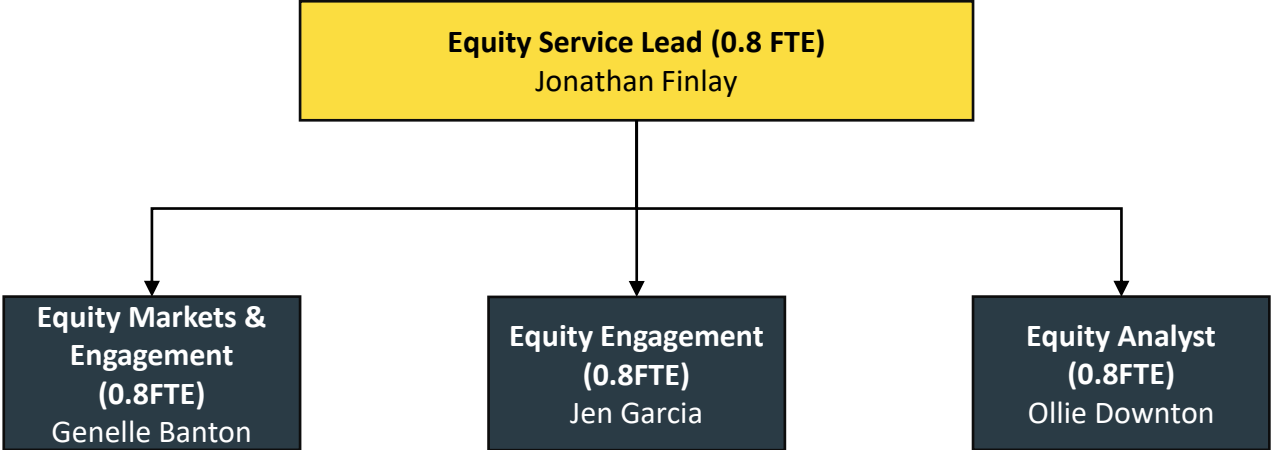 Equity Service Lead (0.8 FTE)
Jonathan Finlay
Equity Markets &
Engagement
(0.8FTE)
Genelle Banton
Equity Engagement
(0.8FTE)
Jen Garcia
Equity Analyst
(0.8FTE)
Ollie Downton